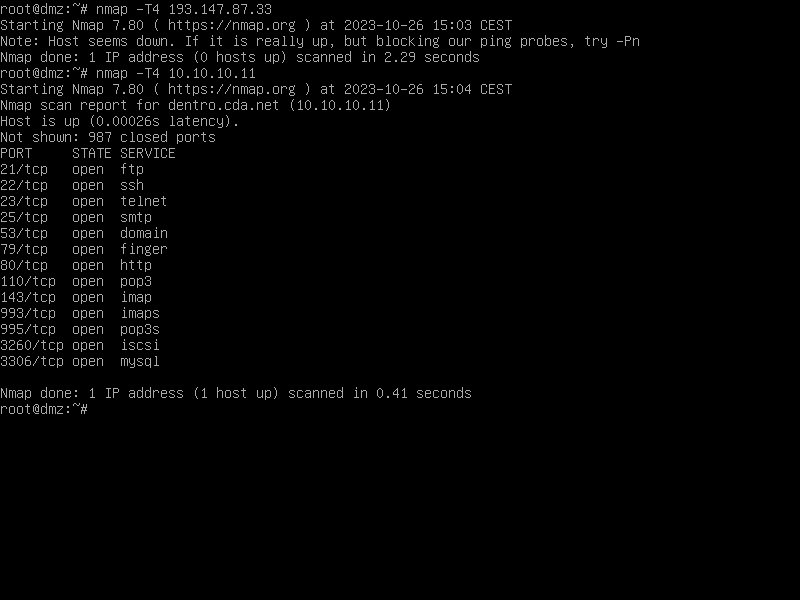 root@dmz:~# nmap -T4 193.147.87.33
Starting Nmap 7.80 ( https://nmap.org ) at 2023-10-26 15:03 CEST
Note: Host seems down. If it is really up, but blocking our ping probes, try -Pn
Nmap done: 1 IP address (0 hosts up) scanned in 2.29 seconds
root@dmz:~# nmap -T4 10.10.10.11
Starting Nmap 7.80 ( https://nmap.org ) at 2023-10-26 15:04 CEST
Nmap scan report for dentro.cda.net (10.10.10.11)
Host is up (0.00026s latency).
Not shown: 987 closed ports
PORT     STATE SERVICE
21/tcp   open  ftp
22/tcp   open  ssh
23/tcp   open  telnet
25/tcp   open  smtp
53/tcp   open  domain
79/tcp   open  finger
80/tcp   open  http
110/tcp  open  pop3
143/tcp  open  imap
993/tcp  open  imaps
995/tcp  open  pop3s
3260/tcp open  iscsi
3306/tcp open  mysql
Nmap done: 1 IP address (1 host up) scanned in 0.41 seconds
root@dmz:~#